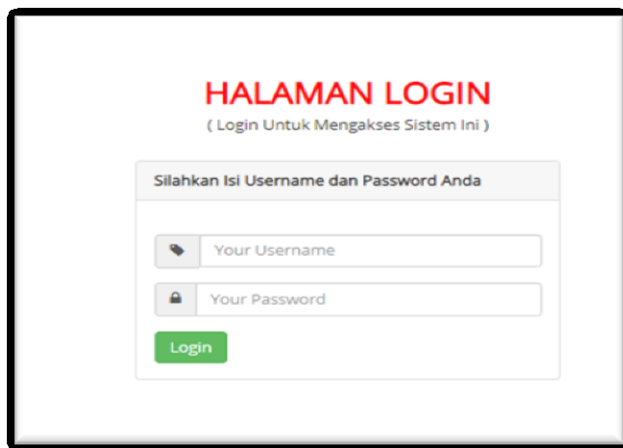 HALAMAN LOGIN
( Login Untuk Mengakses Sistem Ini )
Silahkan Isi Username dan Password Anda
Your Username
Your Password
Login